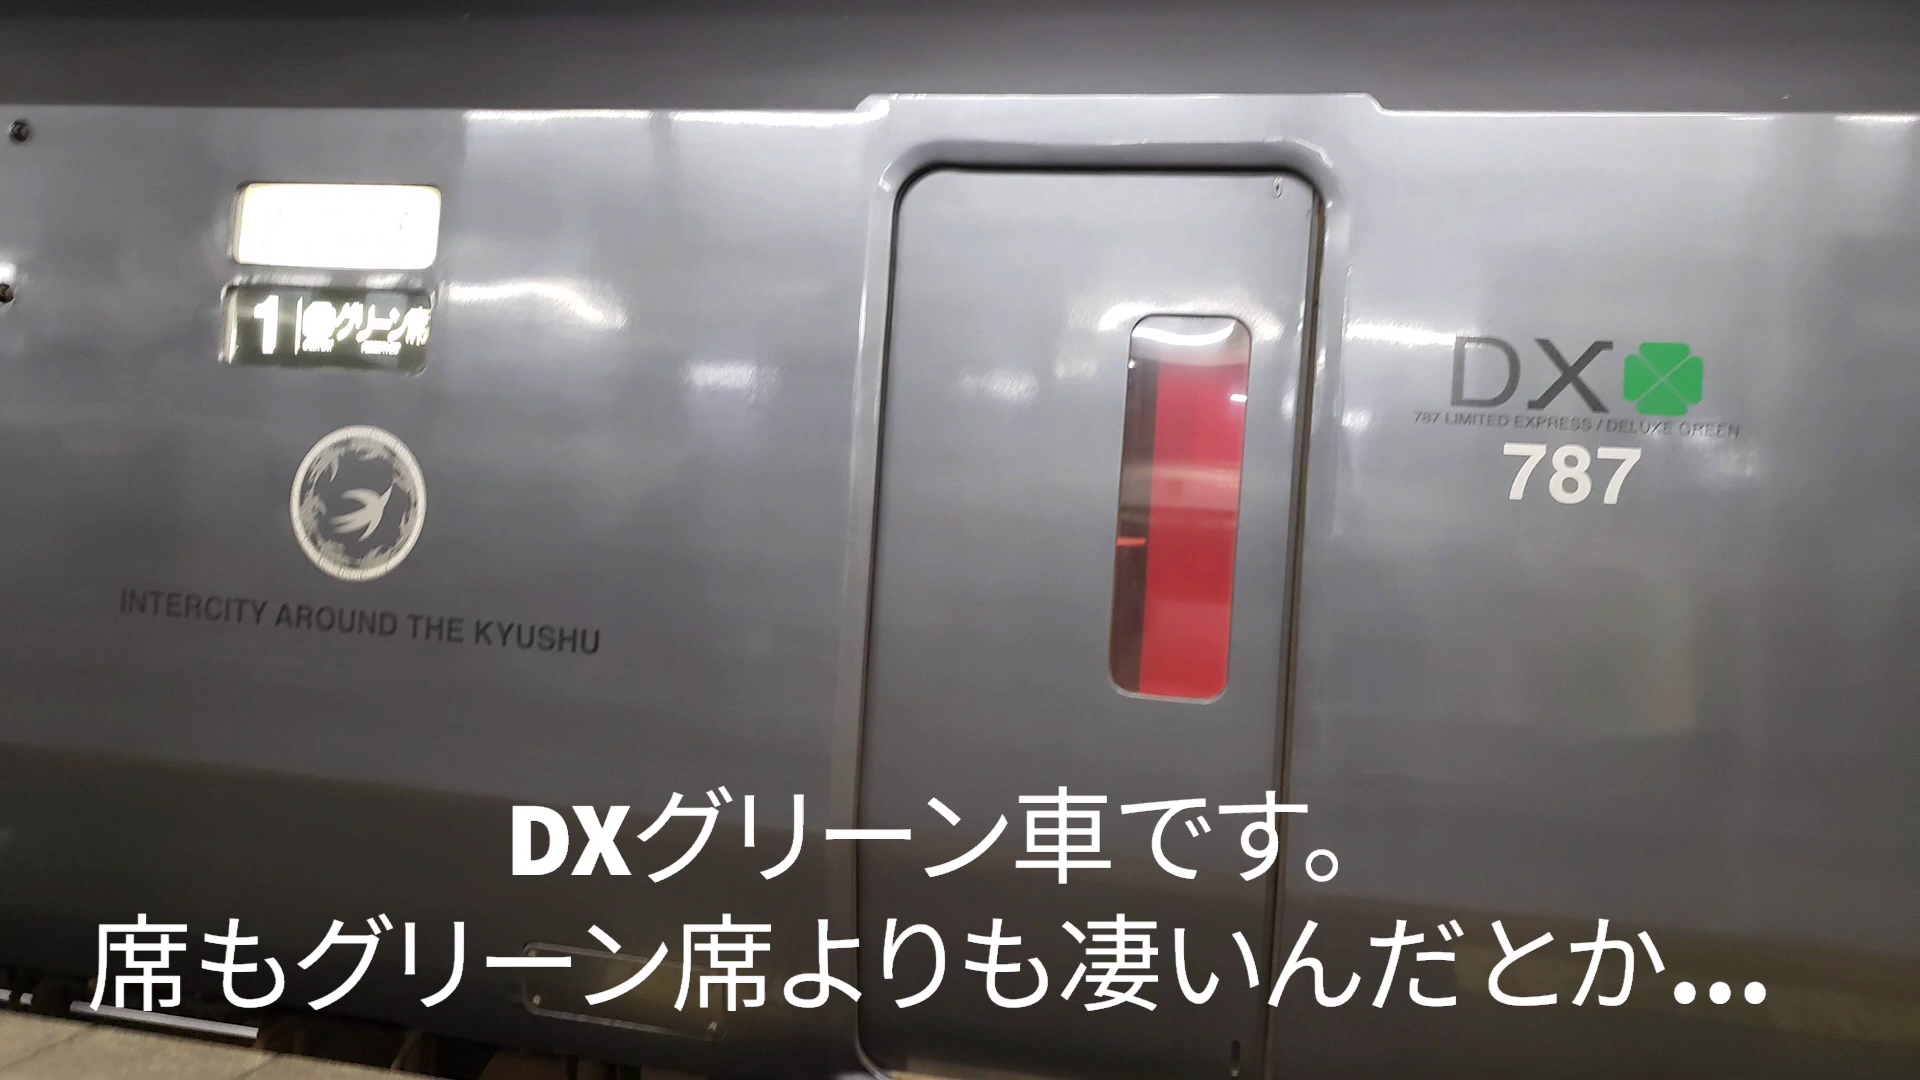 1
グリーン席
INTERCITY AROUND THE KYUSHU
DX
787 LIMITED EXPRESS / DELUXE GREEN
787
DXグリーン車です。
席もグリーン席よりも凄いんだとか...